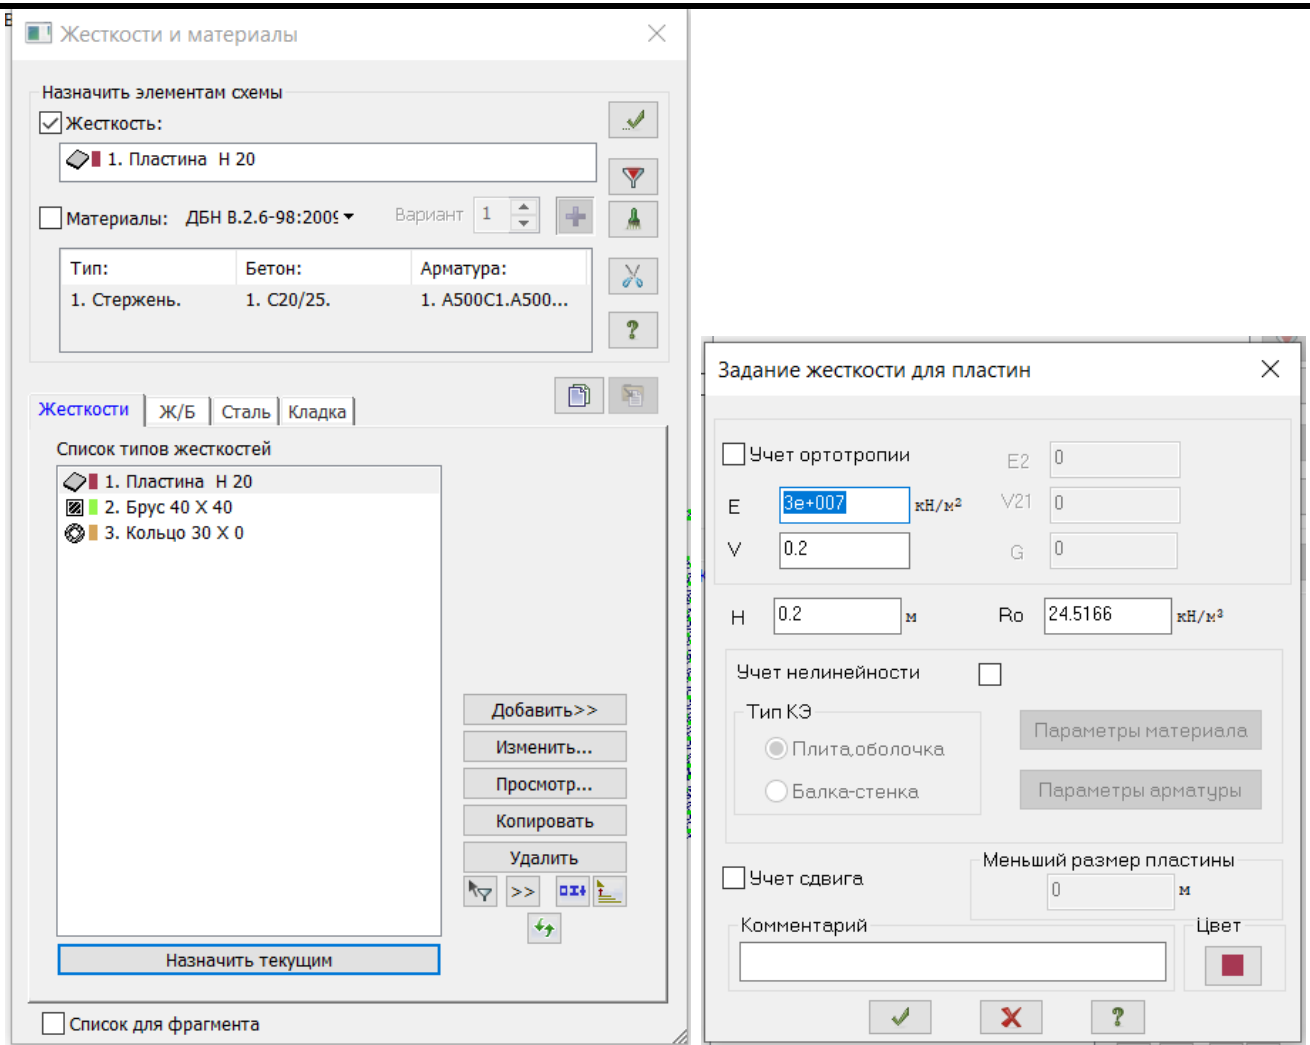 Жесткости и материалы
Назначить элементам схемы
Жесткость:
1. Пластина H 20
Материалы: ДБН В.2.6-98:2009 Вариант 1
Тип: Бетон: Арматура:
1. Стержень. 1. C20/25. 1. A500C1.A500...
Жесткости Ж/Б Сталь Кладка
Список типов жесткостей
1. Пластина H 20
2. Брус 40 X 40
3. Кольцо 30 X 0
Добавить>>
Изменить...
Просмотр...
Копировать
Удалить
>>
Назначить текущим
Список для фрагмента
Задание жесткости для пластин
Учет ортотропии E2 0
E 3e+007 кН/м² V21 0
V 0.2 G 0
H 0.2 м Ro 24.5166 кН/м³
Учет нелинейности
Тип КЭ
Плита,оболочка
Балка-стенка
Параметры материала
Параметры арматуры
Учет сдвига
Меньший размер пластины
0 м
Комментарий
Цвет